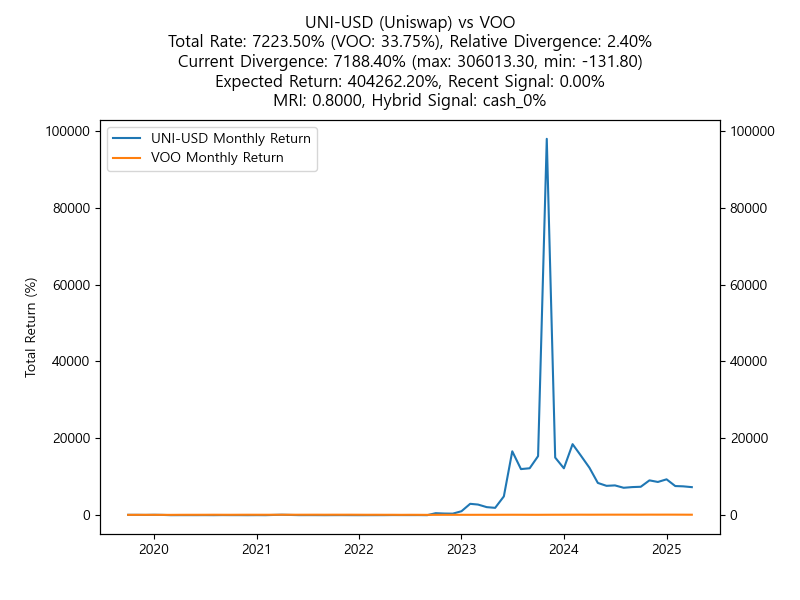 UNI-USD (Uniswap) vs VOO
Total Rate: 7223.50% (VOO: 33.75%), Relative Divergence: 2.40%
Current Divergence: 7188.40% (max: 306013.30, min: -131.80)
Expected Return: 404262.20%, Recent Signal: 0.00%
MRI: 0.8000, Hybrid Signal: cash_0%
UNI-USD Monthly Return
VOO Monthly Return
Total Return (%)
100000
80000
60000
40000
20000
0
100000
80000
60000
40000
20000
0
2020 2021 2022 2023 2024 2025